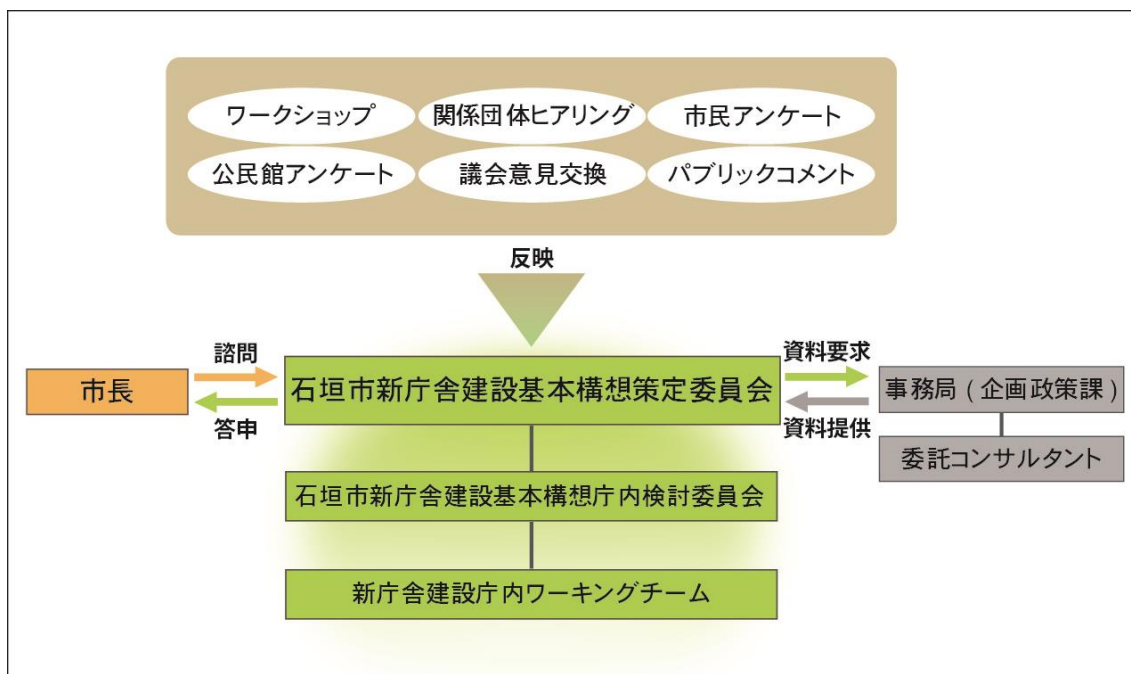 ワークショップ
関係団体ヒアリング
市民アンケート
公民館アンケート
議会意見交換
パブリックコメント
反映
諮問
市長
答申
石垣市新庁舎建設基本構想策定委員会
資料要求
資料提供
事務局(企画政策課)
委託コンサルタント
石垣市新庁舎建設基本構想庁内検討委員会
新庁舎建設庁内ワーキングチーム